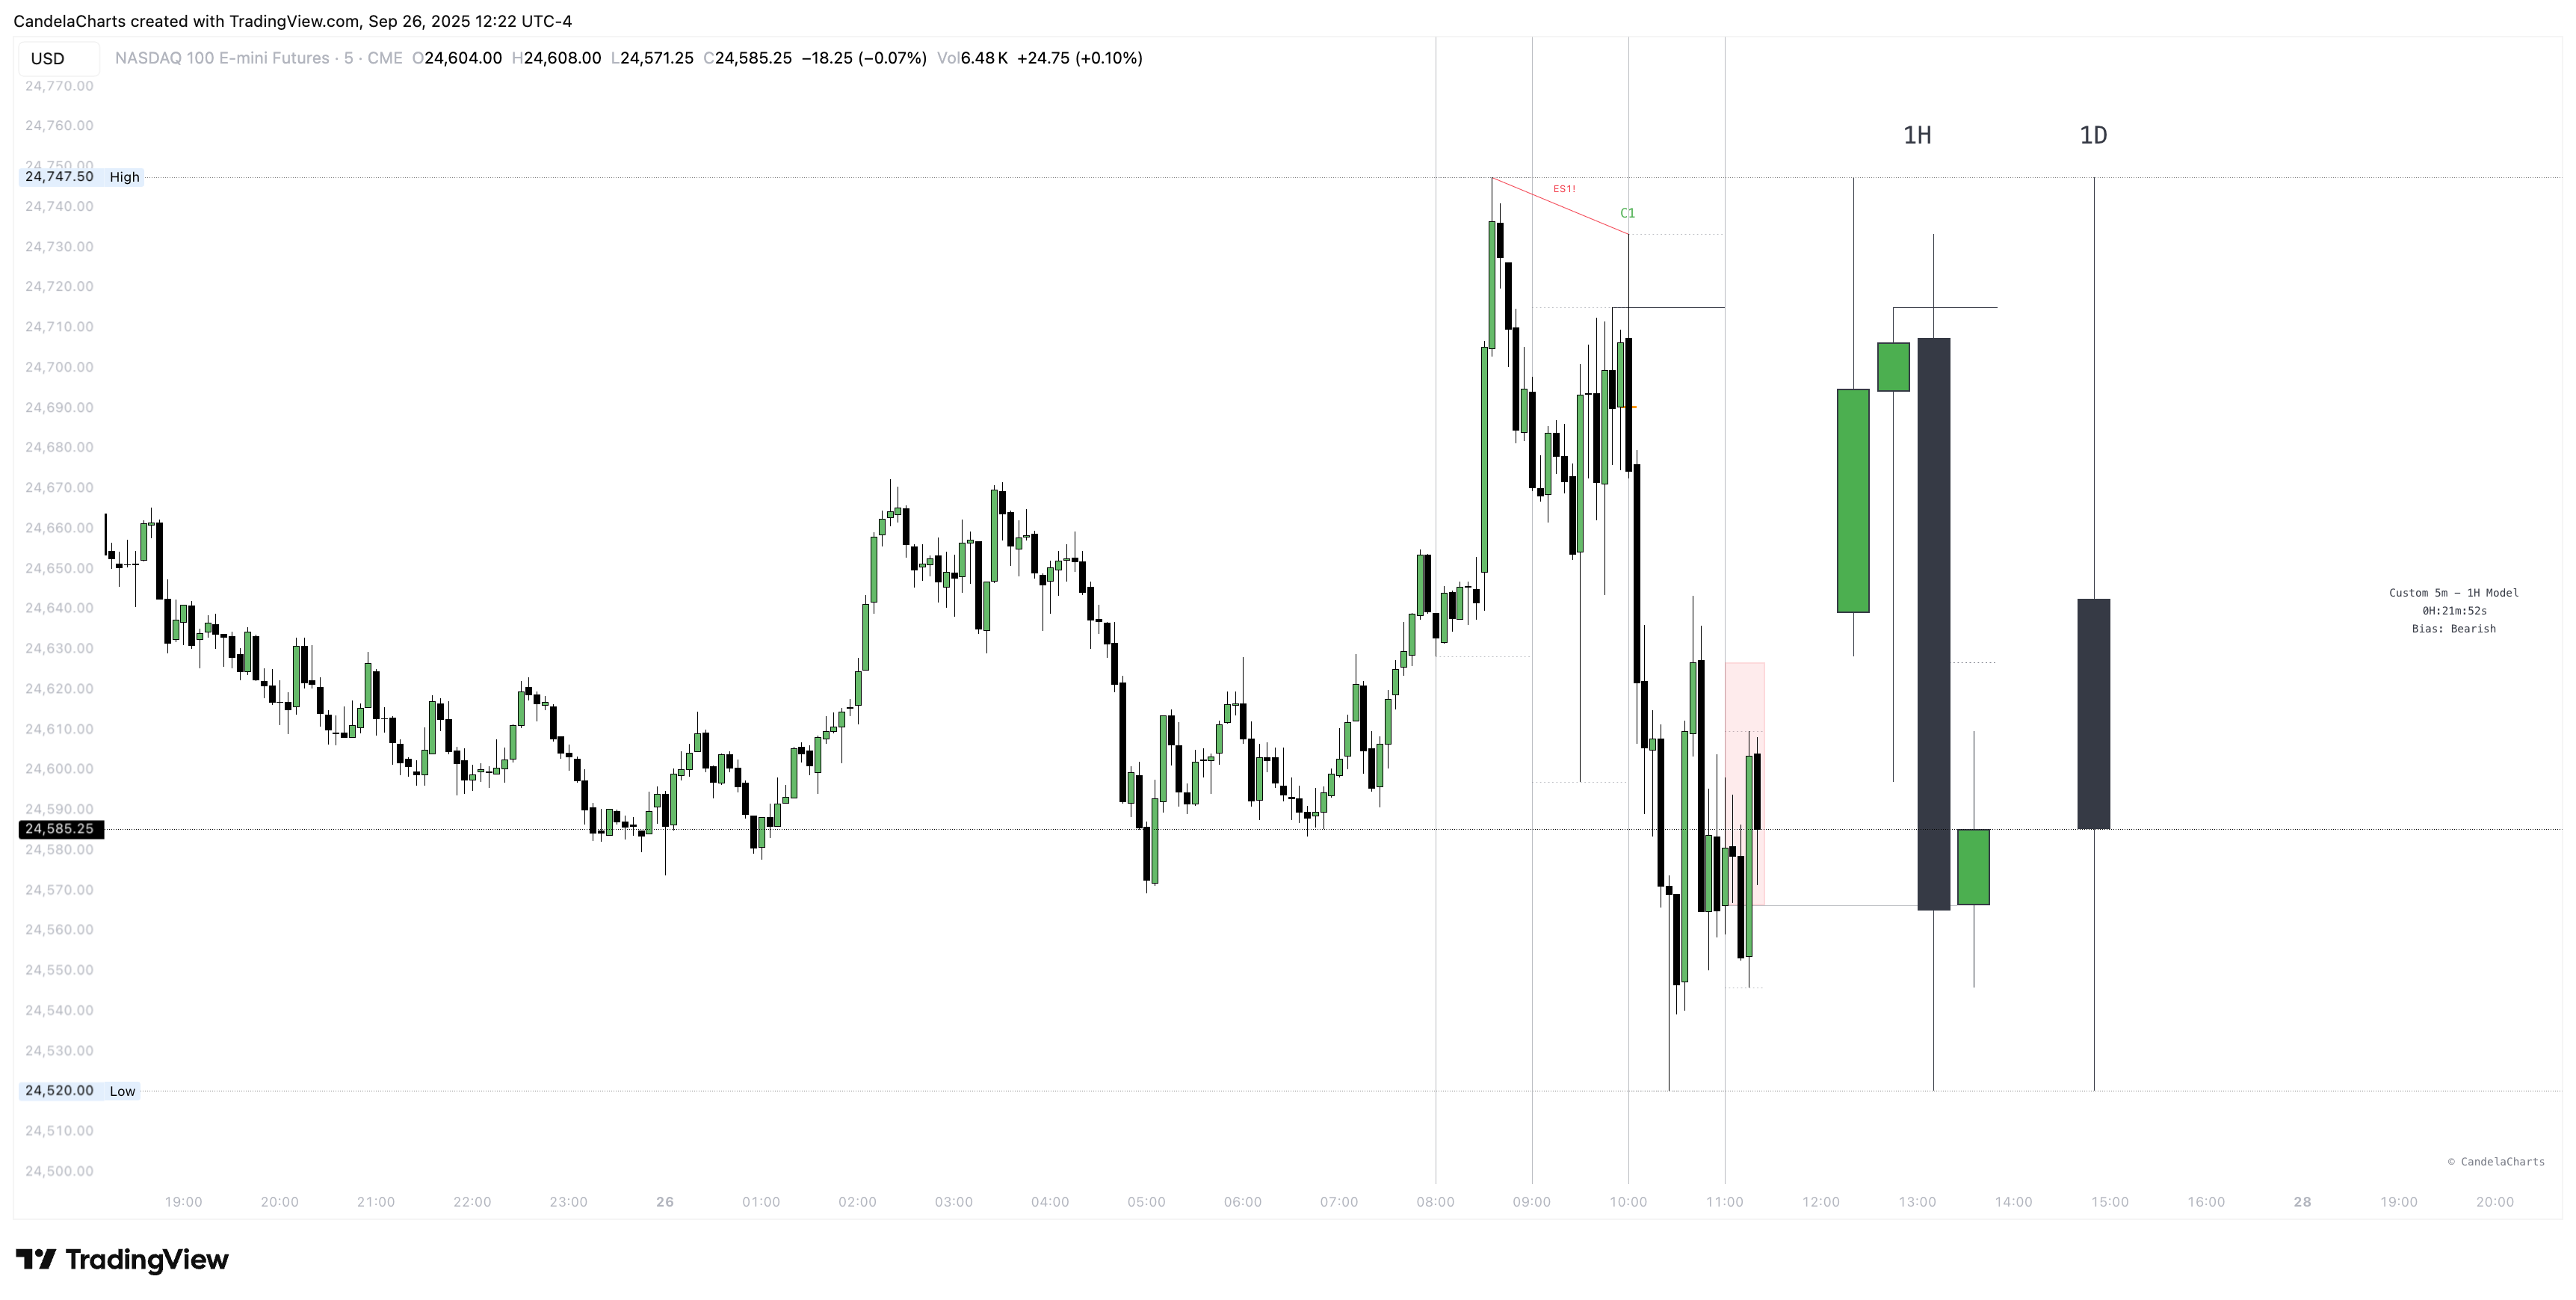 CandelaCharts created with TradingView.com, Sep 26, 2025 12:22 UTC-4
USD
NASDAQ 100 E-mini Futures · 5 · CME O24,604.00 H24,608.00 L24,571.25 C24,585.25 −18.25 (−0.07%) Vol6.48 K +24.75 (+0.10%)
24,770.00
24,760.00
1H 1D
24,750.00
24,747.50 High
ES1!
24,740.00
C1
24,730.00
24,720.00
24,710.00
24,700.00
24,690.00
24,680.00
24,670.00
24,660.00
24,650.00
Custom 5m – 1H Model
24,640.00
0H:21m:52s
Bias: Bearish
24,630.00
24,620.00
24,610.00
24,600.00
24,590.00
24,585.25
24,580.00
24,570.00
24,560.00
24,550.00
24,540.00
24,530.00
24,520.00 Low
24,510.00
© CandelaCharts
24,500.00
19:00 20:00 21:00 22:00 23:00 26 01:00 02:00 03:00 04:00 05:00 06:00 07:00 08:00 09:00 10:00 11:00 12:00 13:00 14:00 15:00 16:00 28 19:00 20:00
TradingView